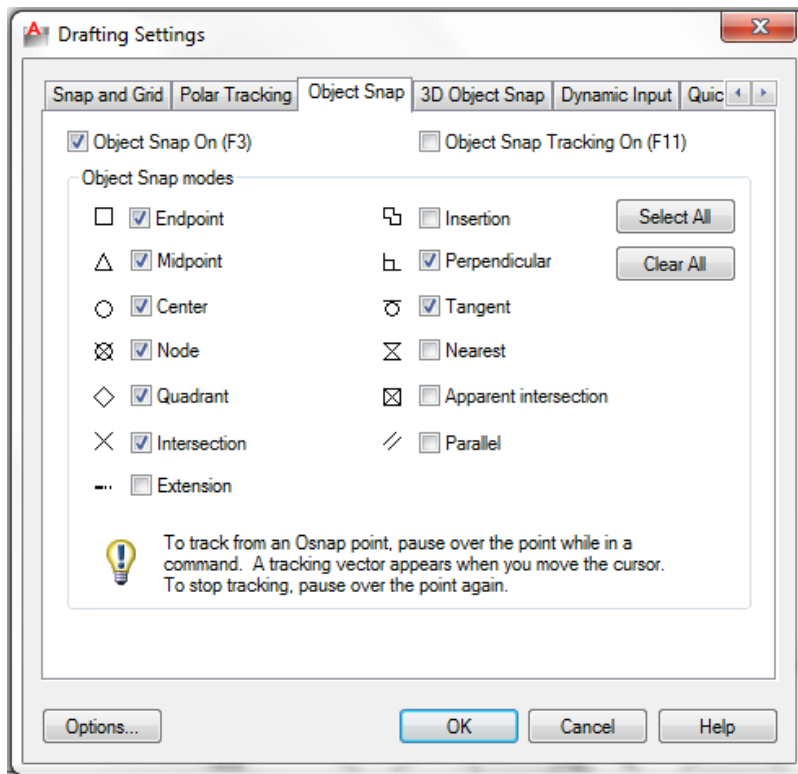 Drafting Settings
Snap and Grid Polar Tracking Object Snap 3D Object Snap Dynamic Input Quic
Object Snap On (F3) Object Snap Tracking On (F11)
Object Snap modes
Endpoint Insertion Select All
Midpoint Perpendicular Clear All
Center Tangent
Node Nearest
Quadrant Apparent intersection
Intersection Parallel
Extension
To track from an Osnap point, pause over the point while in a
command. A tracking vector appears when you move the cursor.
To stop tracking, pause over the point again.
Options... OK Cancel Help